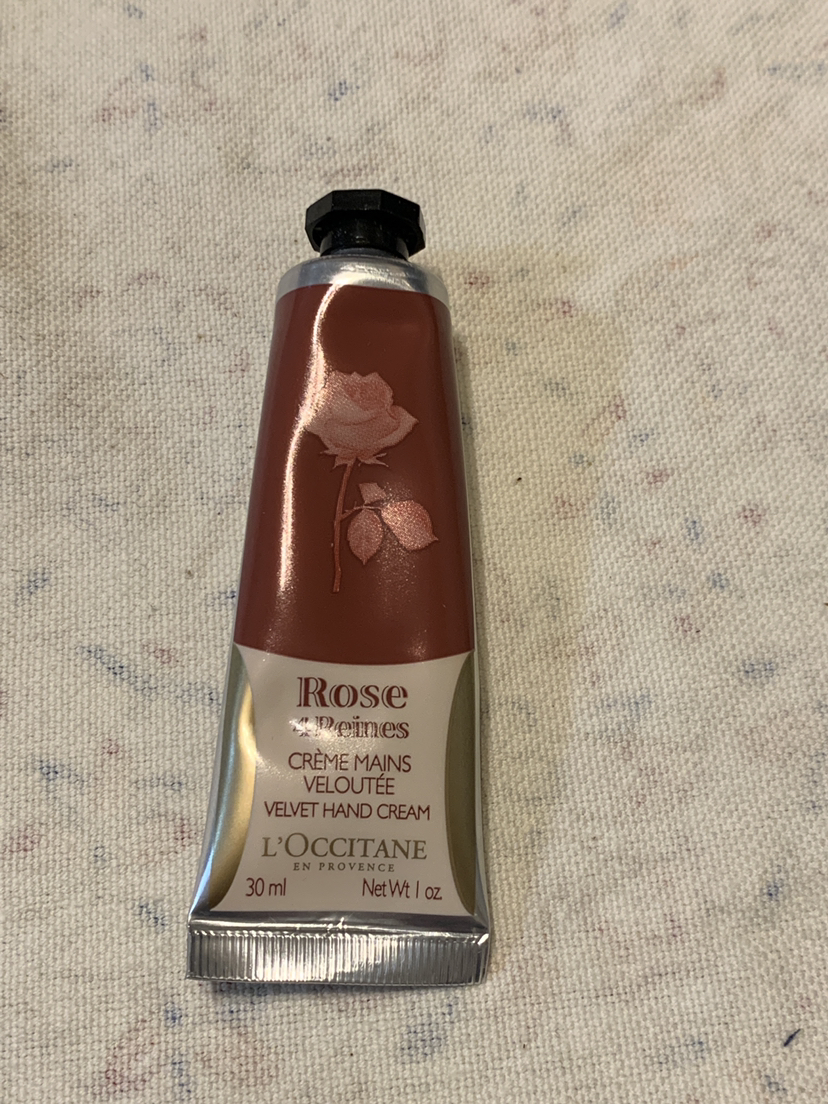 Rose
4 Reines
CRÈME MAINS
VELOUTÉE
VELVET HAND CREAM
L'OCCITANE
EN PROVENCE
30 ml Net Wt 1 oz.